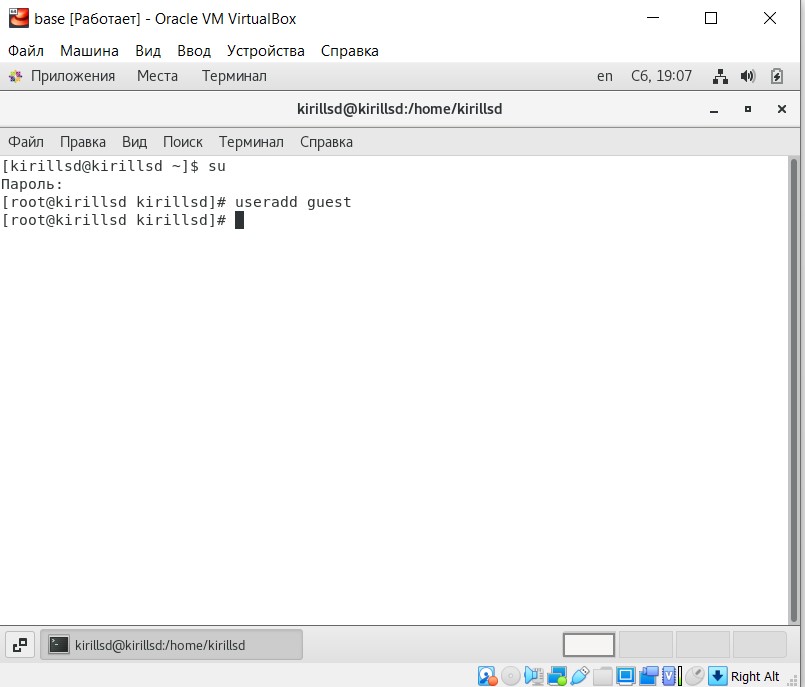 base [Работает] - Oracle VM VirtualBox
Файл Машина Вид Ввод Устройства Справка
Приложения Места Терминал en Сб, 19:07
kirillsd@kirillsd:/home/kirillsd
Файл Правка Вид Поиск Терминал Справка
[kirillsd@kirillsd ~]$ su
Пароль:
[root@kirillsd kirillsd]# useradd guest
[root@kirillsd kirillsd]#
kirillsd@kirillsd:/home/kirillsd
Right Alt